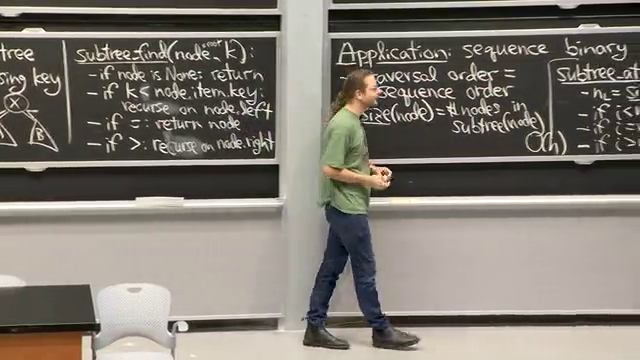 tree
sing key
X
B
subtree_find(node, k):
- if node is None: return
- if k < node.item.key:
recurse on node.left
- if = : return node
- if > : recurse on node.right
Application: sequence binary
- traversal order =
sequence order
- size(node) = # nodes in
subtree(node)
O(h)
subtree_at
- if
- if